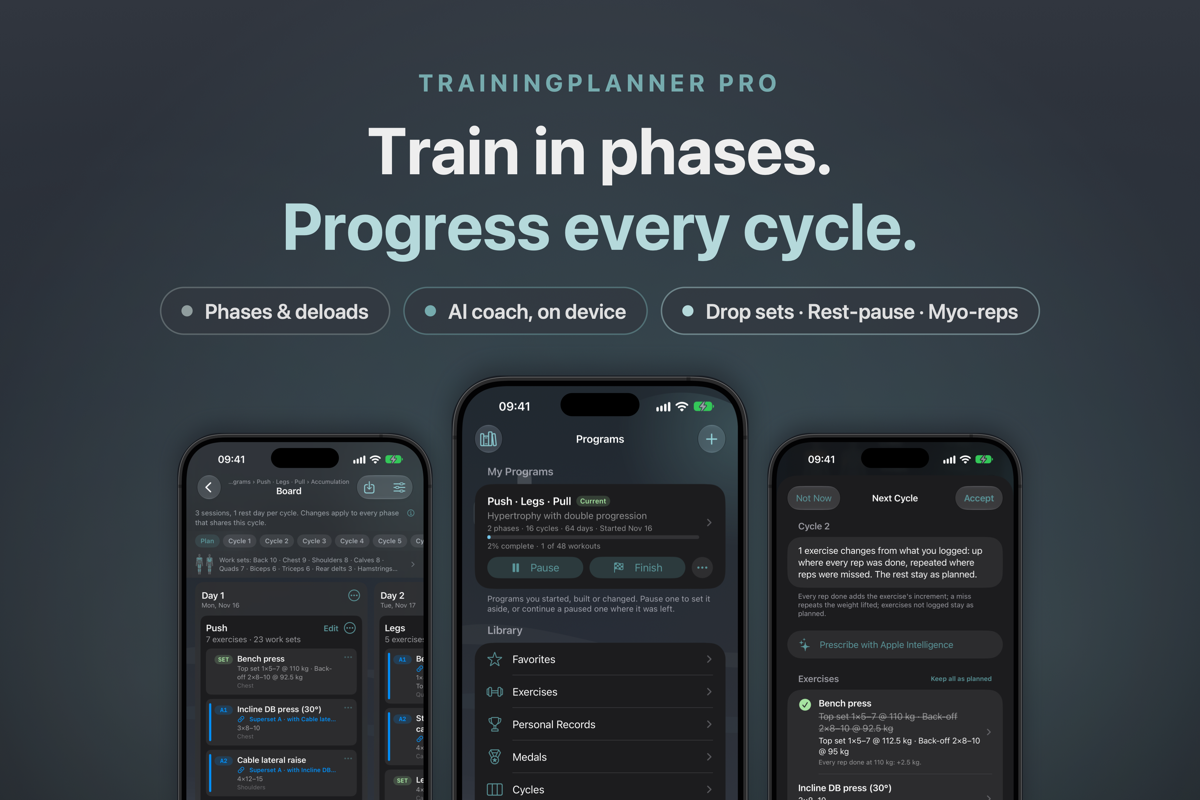 TRAININGPLANNER PRO
Train in phases.
Progress every cycle.
Phases & deloads
AI coach, on device
Drop sets · Rest-pause · Myo-reps
09:41
...grams › Push · Legs · Pull • Accumulation
Board
3 sessions, 1 rest day per cycle. Changes apply to every phase
that shares this cycle.
Plan
Cycle 1
Cycle 2
Cycle 3
Cycle 4
Cycle 5
Cy
Work sets: Back 10 · Chest 9 · Shoulders 8 · Calves 8
Quads 7 · Biceps 6 · Triceps 6 · Rear delts 3 · Hamstrings...
Day 1
Mon, Nov 16
Push
Edit
7 exercises · 23 work sets
SET
Bench press
Top set 1×5–7 @ 110 kg · Back-
off 2×8–10 @ 92.5 kg
Chest
A1
Incline DB press (30°)
Superset A · with Cable late...
3×8–10
Chest
A2
Cable lateral raise
Superset A · with Incline DB...
4×12–15
Shoulders
Day 2
Tue, Nov 17
Legs
5 exercises
A1
Be
A2
St
ca
4×
SET
Le
4×
09:41
Programs
My Programs
Push · Legs · Pull
Current
Hypertrophy with double progression
2 phases · 16 cycles · 64 days · Started Nov 16
2% complete · 1 of 48 workouts
Pause
Finish
Programs you started, built or changed. Pause one to set it
aside, or continue a paused one where it was left.
Library
Favorites
Exercises
Personal Records
Medals
Cycles
09:41
Not Now
Next Cycle
Accept
Cycle 2
1 exercise changes from what you logged: up
where every rep was done, repeated where
reps were missed. The rest stay as planned.
Every rep done adds the exercise's increment; a miss
repeats the weight lifted; exercises not logged stay as
planned.
Prescribe with Apple Intelligence
Exercises
Keep all as planned
Bench press
Top set 1×5–7 @ 110 kg · Back-off
2×8–10 @ 92.5 kg
Top set 1×5–7 @ 112.5 kg · Back-off 2×8–10
@ 95 kg
Every rep done at 110 kg: +2.5 kg.
Incline DB press (30°)
3×8–10